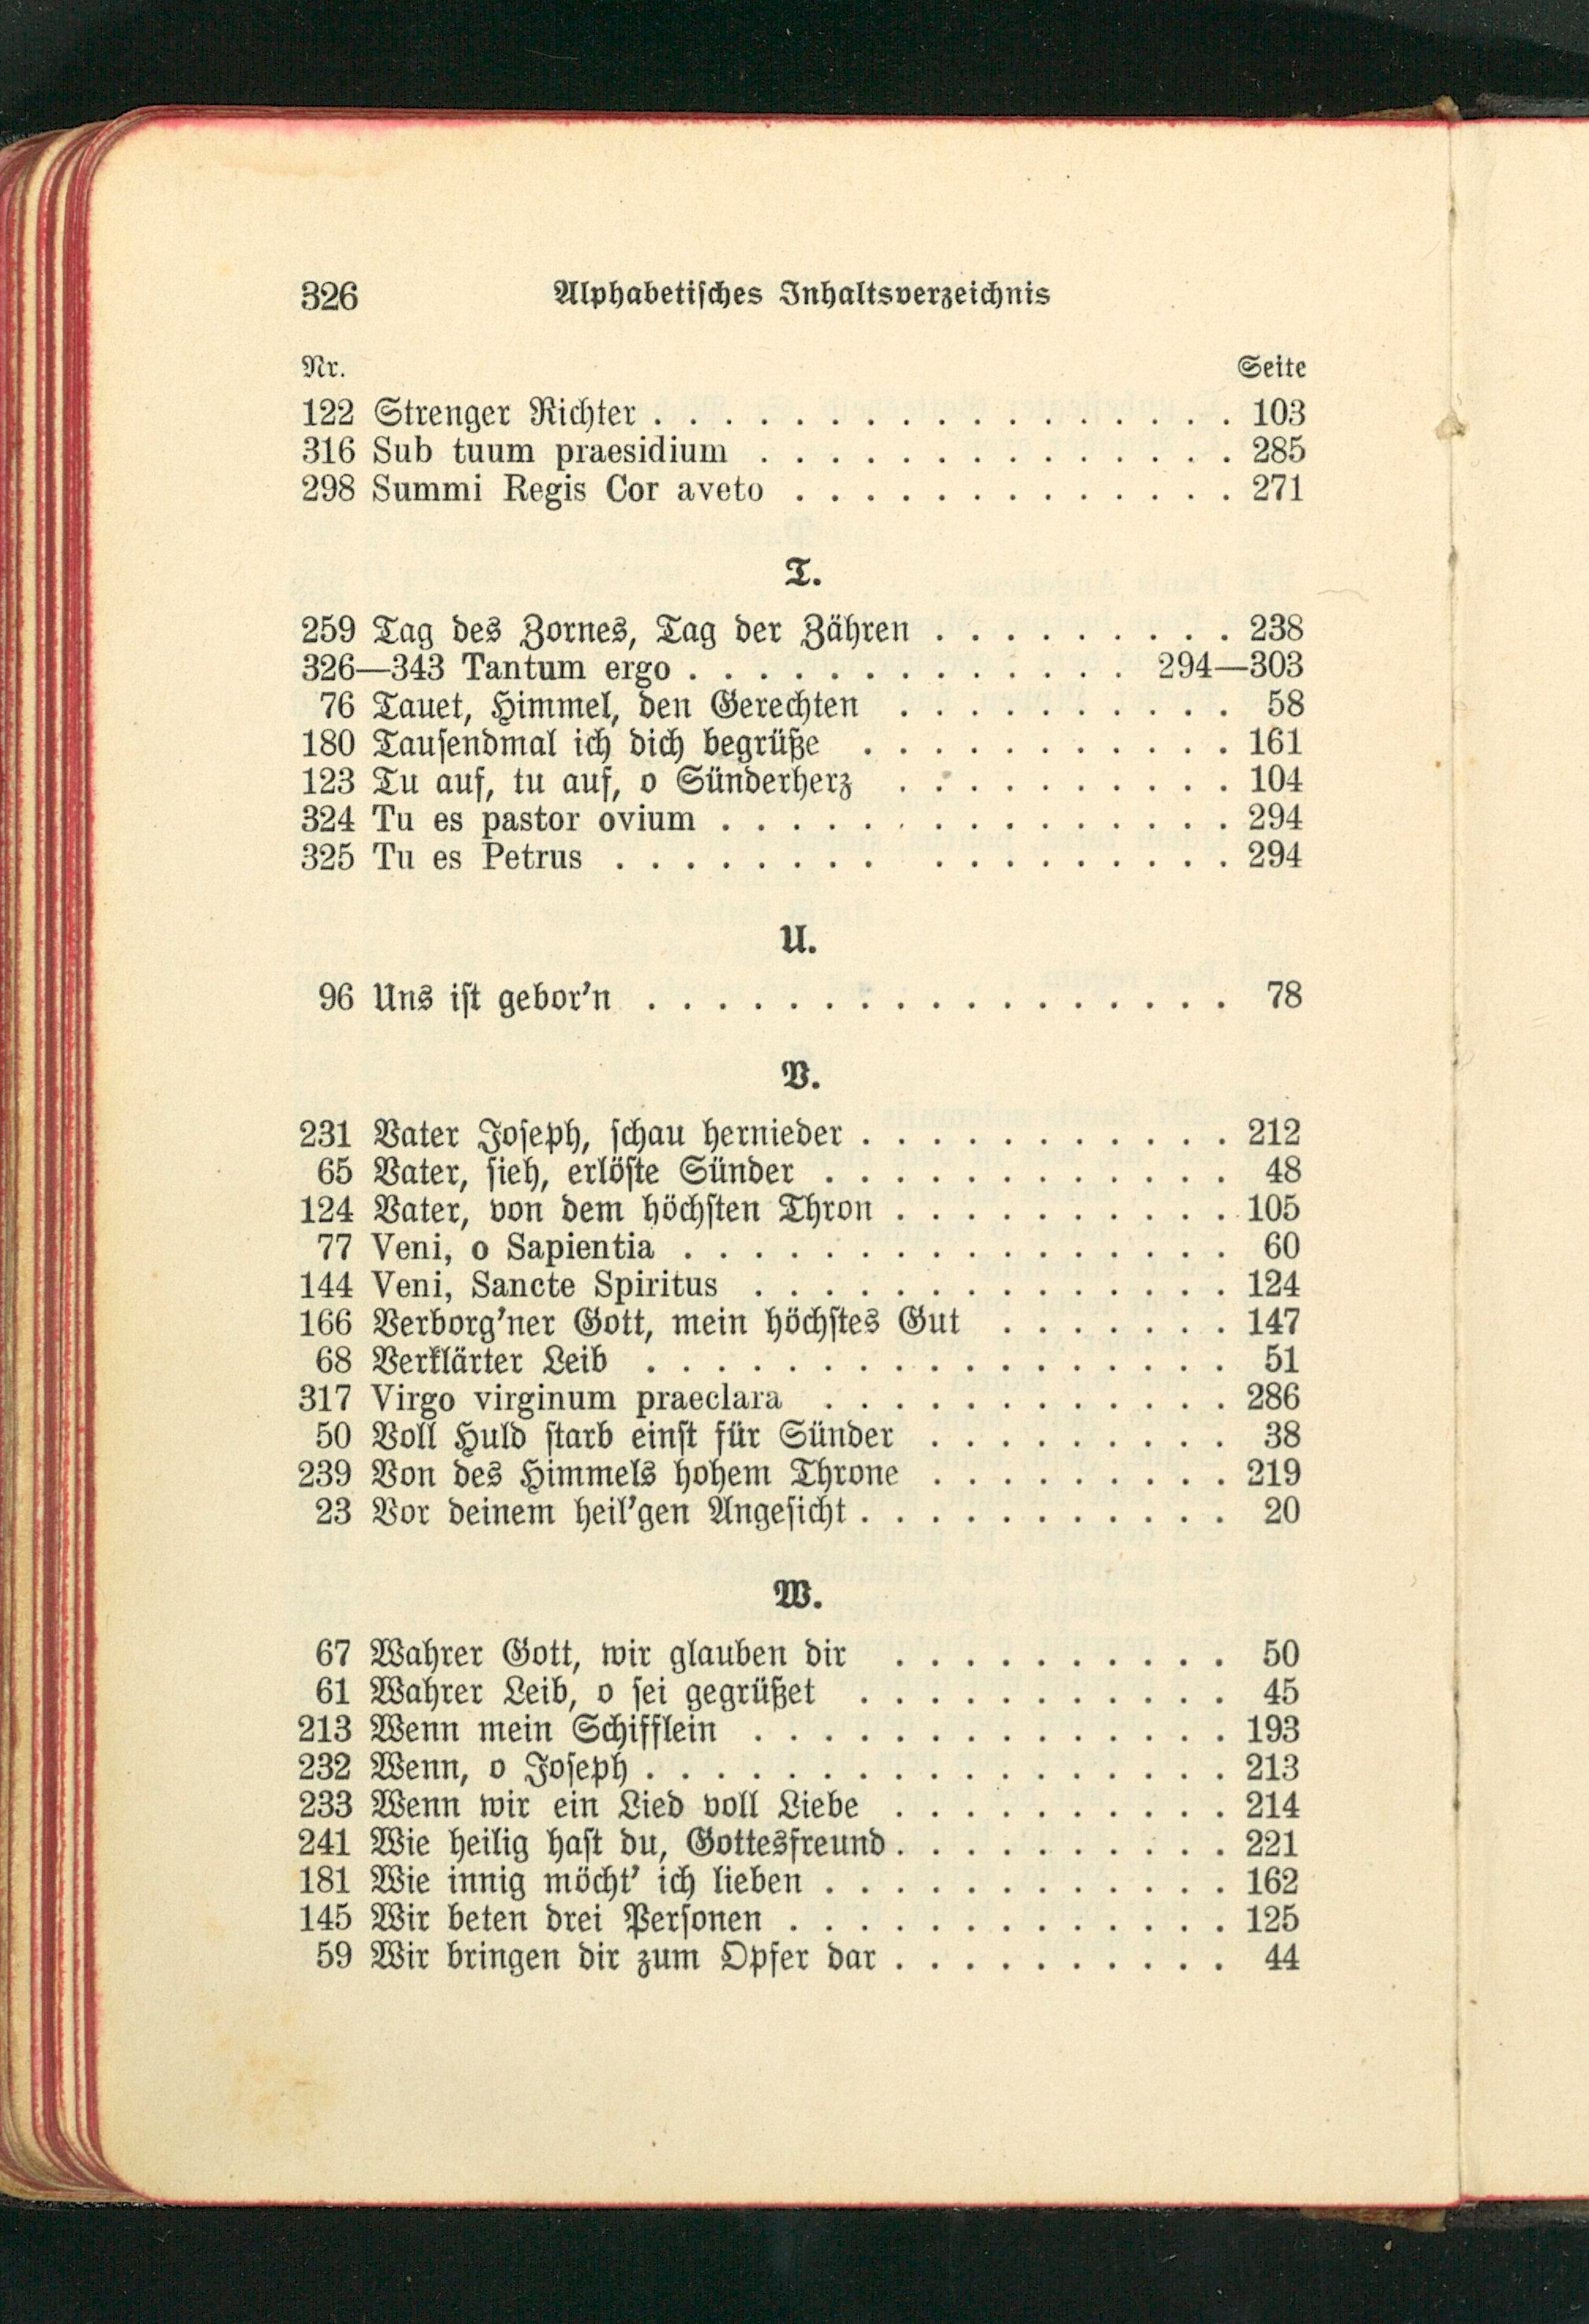 326 Alphabetisches Inhaltsverzeichnis
Nr. Seite
122 Strenger Richter . . . . . . . . . . . . . . . . . 103
316 Sub tuum praesidium . . . . . . . . . . . . . . 285
298 Summi Regis Cor aveto . . . . . . . . . . . . . 271
T.
259 Tag des Zornes, Tag der Zähren . . . . . . . . . 238
326—343 Tantum ergo . . . . . . . . . . . . . 294—303
76 Tauet, Himmel, den Gerechten . . . . . . . . . . 58
180 Tausendmal ich dich begrüße . . . . . . . . . . . 161
123 Tu auf, tu auf, o Sünderherz . . . . . . . . . . 104
324 Tu es pastor ovium . . . . . . . . . . . . . . . 294
325 Tu es Petrus . . . . . . . . . . . . . . . . . 294
U.
96 Uns ist gebor'n . . . . . . . . . . . . . . . . . 78
V.
231 Vater Joseph, schau hernieder . . . . . . . . . . . 212
65 Vater, sieh, erlöste Sünder . . . . . . . . . . . . 48
124 Vater, von dem höchsten Thron . . . . . . . . . . 105
77 Veni, o Sapientia . . . . . . . . . . . . . . . . 60
144 Veni, Sancte Spiritus . . . . . . . . . . . . . . 124
166 Verborg'ner Gott, mein höchstes Gut . . . . . . . 147
68 Verklärter Leib . . . . . . . . . . . . . . . . . 51
317 Virgo virginum praeclara . . . . . . . . . . . . 286
50 Voll Huld starb einst für Sünder . . . . . . . . . 38
239 Von des Himmels hohem Throne . . . . . . . . . 219
23 Vor deinem heil'gen Angesicht . . . . . . . . . . . 20
W.
67 Wahrer Gott, wir glauben dir . . . . . . . . . . 50
61 Wahrer Leib, o sei gegrüßet . . . . . . . . . . . 45
213 Wenn mein Schifflein . . . . . . . . . . . . . . 193
232 Wenn, o Joseph . . . . . . . . . . . . . . . . . 213
233 Wenn wir ein Lied voll Liebe . . . . . . . . . . 214
241 Wie heilig hast du, Gottesfreund . . . . . . . . . . 221
181 Wie innig möcht' ich lieben . . . . . . . . . . . . 162
145 Wir beten drei Personen . . . . . . . . . . . . . 125
59 Wir bringen dir zum Opfer dar . . . . . . . . . . 44